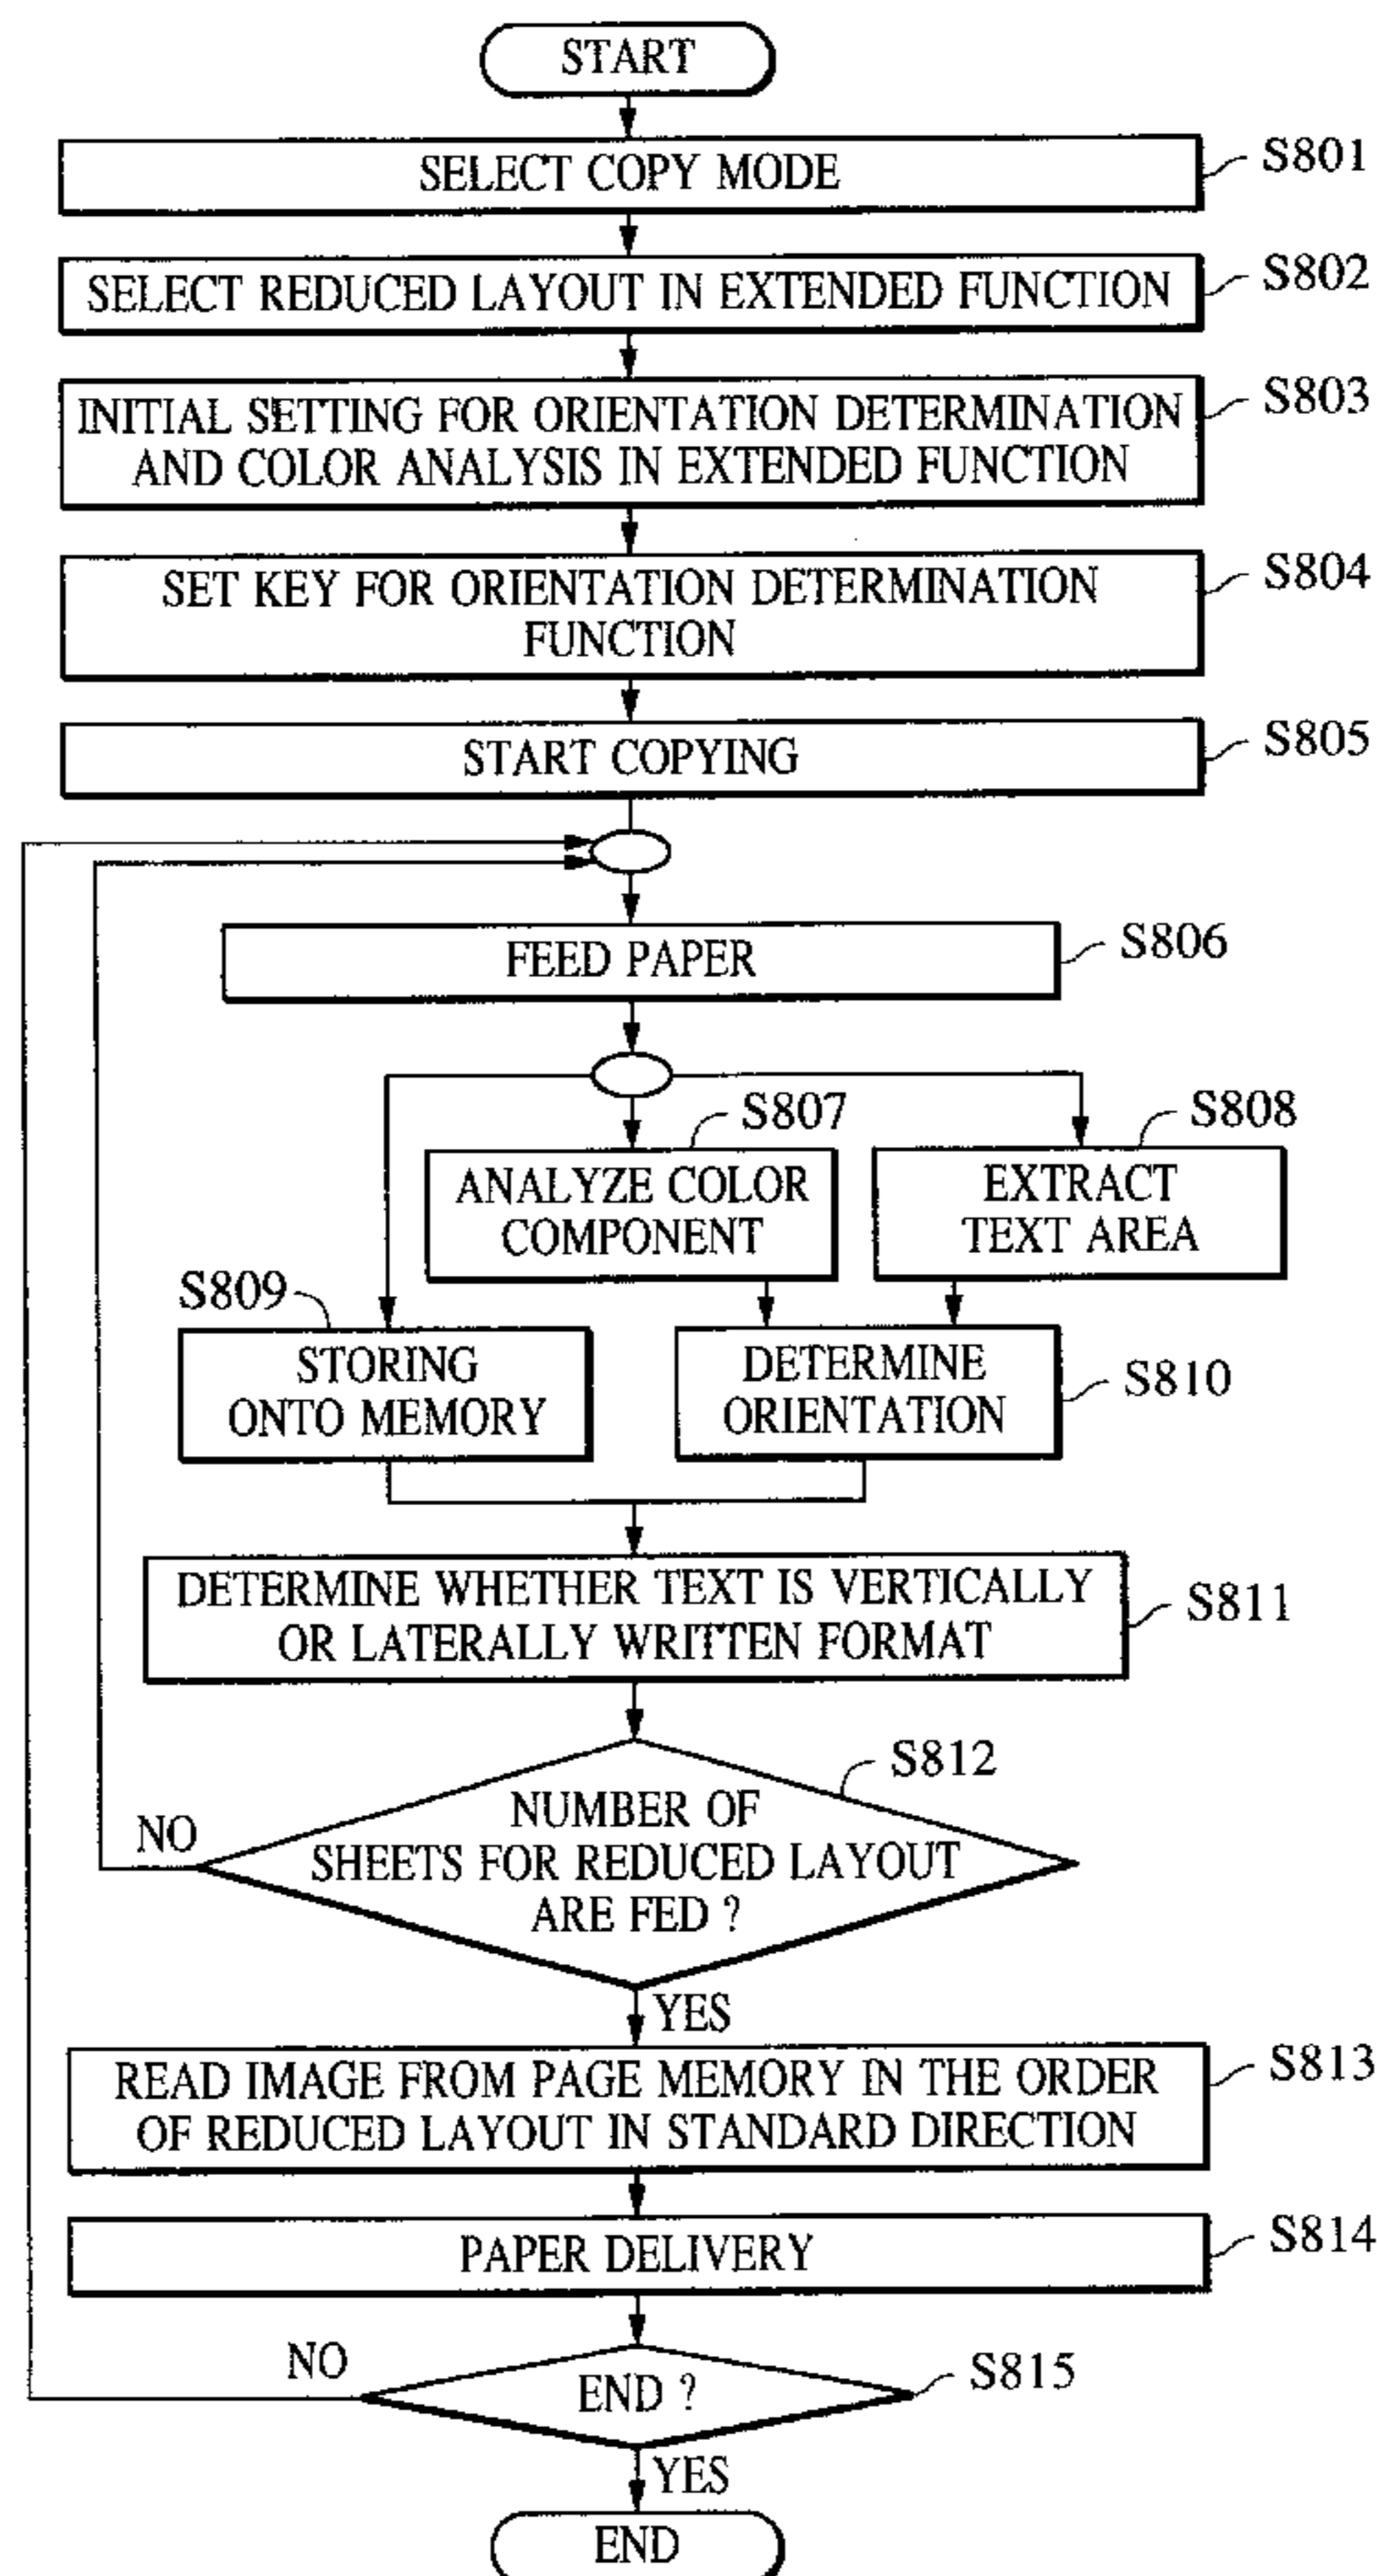 START
SELECT COPY MODE
S801
SELECT REDUCED LAYOUT IN EXTENDED FUNCTION
S802
INITIAL SETTING FOR ORIENTATION DETERMINATION
AND COLOR ANALYSIS IN EXTENDED FUNCTION
S803
SET KEY FOR ORIENTATION DETERMINATION
FUNCTION
S804
START COPYING
S805
FEED PAPER
S806
S807
ANALYZE COLOR
COMPONENT
S808
EXTRACT
TEXT AREA
S809
STORING
ONTO MEMORY
DETERMINE
ORIENTATION
S810
DETERMINE WHETHER TEXT IS VERTICALLY
OR LATERALLY WRITTEN FORMAT
S811
S812
NUMBER OF
SHEETS FOR REDUCED LAYOUT
ARE FED ?
NO
YES
READ IMAGE FROM PAGE MEMORY IN THE ORDER
OF REDUCED LAYOUT IN STANDARD DIRECTION
S813
PAPER DELIVERY
S814
NO
END ?
S815
YES
END